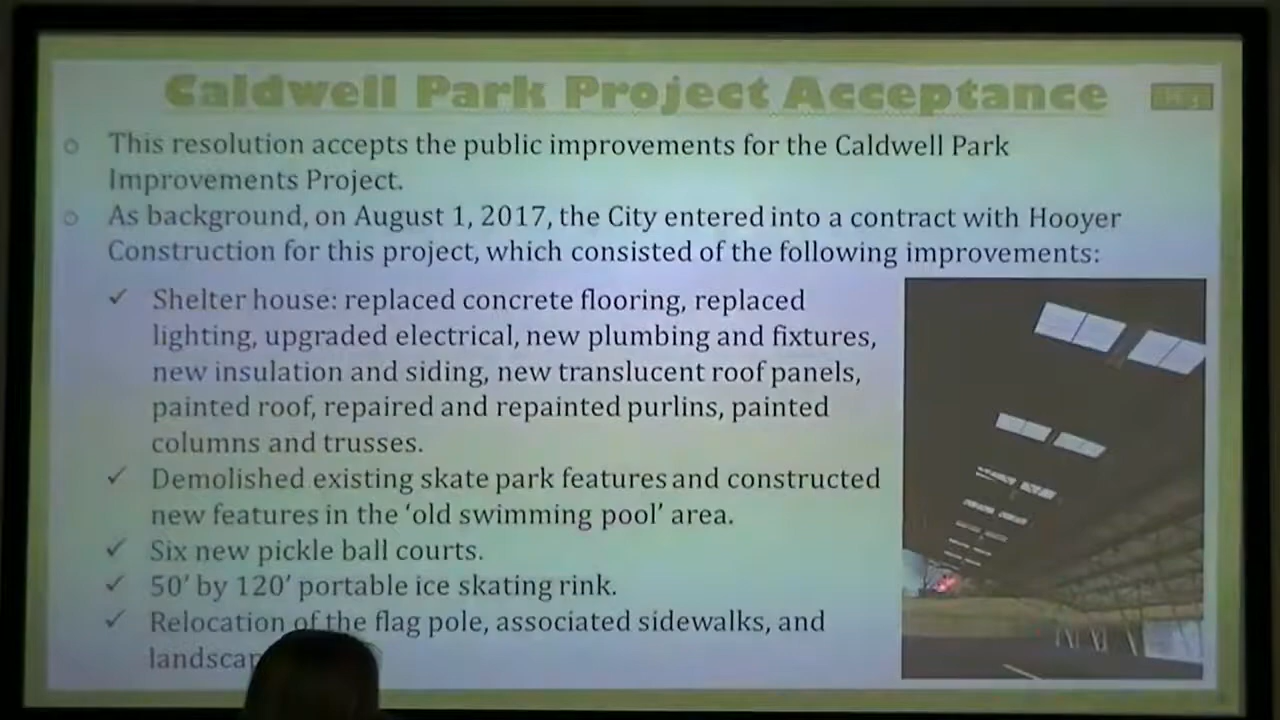 Caldwell Park Project Acceptance
This resolution accepts the public improvements for the Caldwell Park
Improvements Project.
As background, on August 1, 2017, the City entered into a contract with Hooyer
Construction for this project, which consisted of the following improvements:
Shelter house: replaced concrete flooring, replaced
lighting, upgraded electrical, new plumbing and fixtures,
new insulation and siding, new translucent roof panels,
painted roof, repaired and repainted purlins, painted
columns and trusses.
Demolished existing skate park features and constructed
new features in the ‘old swimming pool’ area.
Six new pickle ball courts.
50’ by 120’ portable ice skating rink.
Relocation of the flag pole, associated sidewalks, and